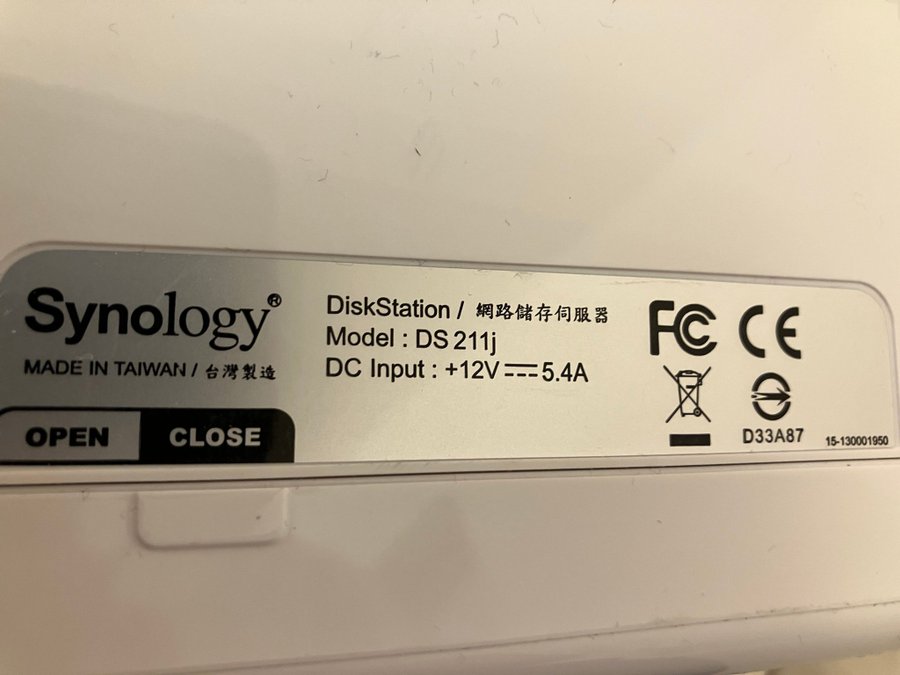 Synology®
MADE IN TAIWAN / 台灣製造
OPEN
CLOSE
DiskStation / 網路儲存伺服器
Model : DS 211j
DC Input : +12V⎓5.4A
FC
CE
D33A87
15-130001950